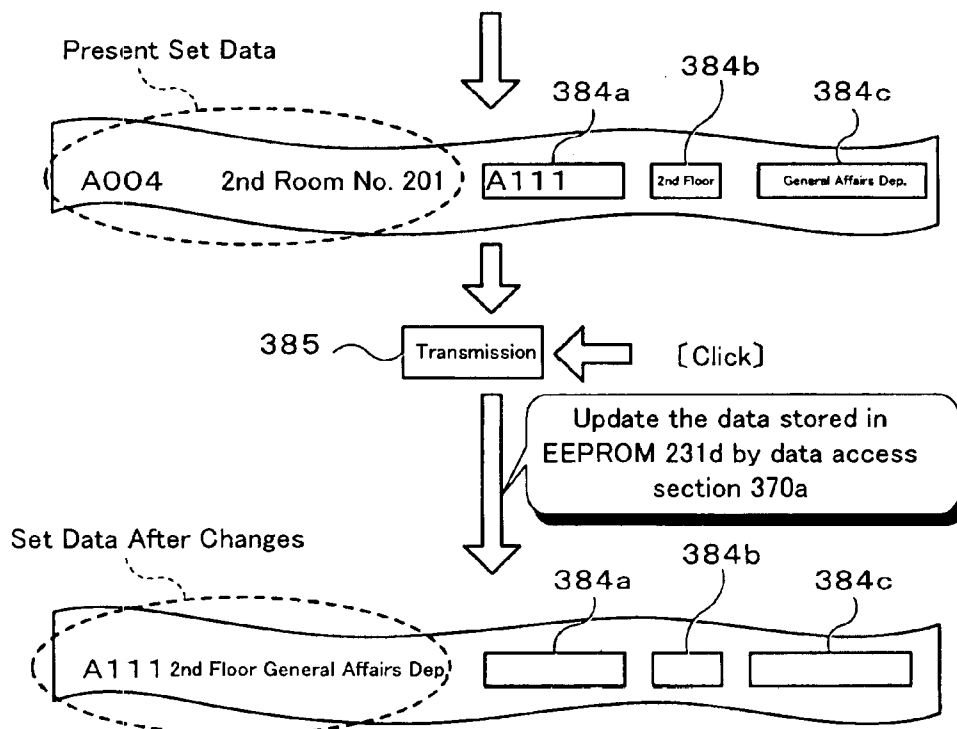 Present Set Data
384a
384b
384c
A004 2nd Room No. 201 A111 2nd Floor General Affairs Dep.
385 Transmission 〔Click〕
Update the data stored in
EEPROM 231d by data access
section 370a
Set Data After Changes
384a
384b
384c
A111 2nd Floor General Affairs Dep